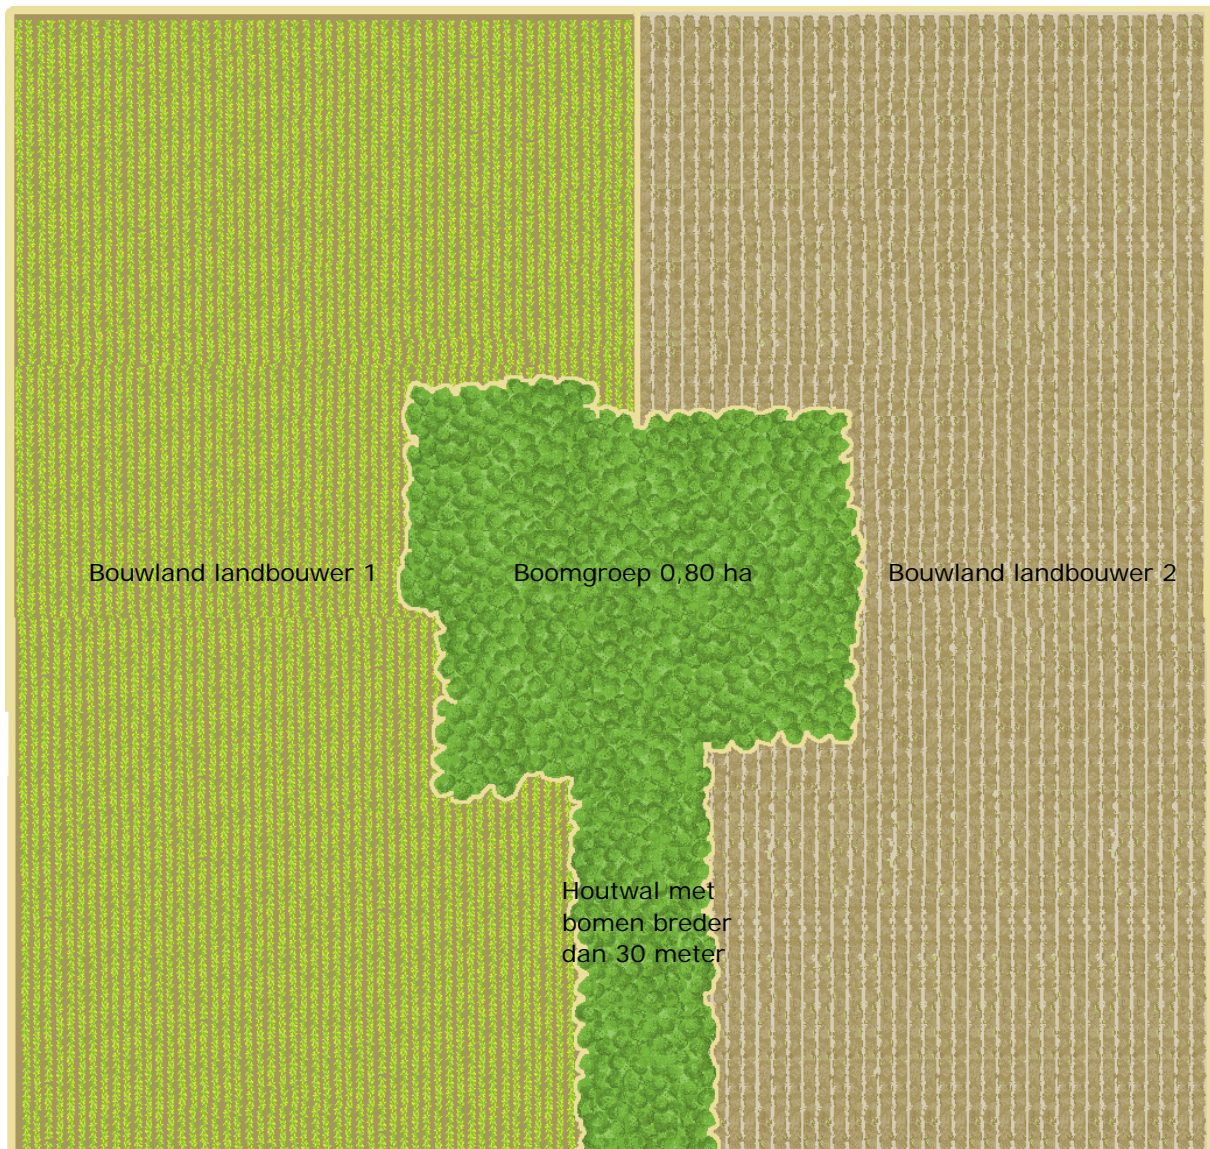 Bouwland landbouwer 1
Boomgroep 0,80 ha
Bouwland landbouwer 2
Houtwal met
bomen breder
dan 30 meter